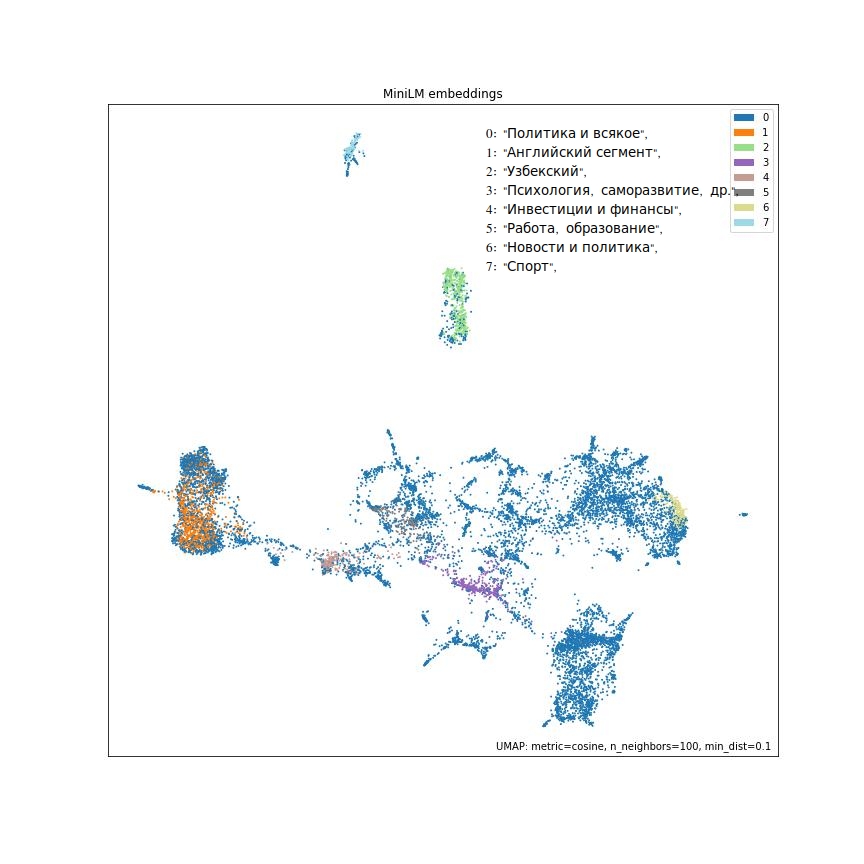 MiniLM embeddings
0: "Политика и всякое",
1: "Английский сегмент",
2: "Узбекский",
3: "Психология, саморазвитие, др.",
4: "Инвестиции и финансы",
5: "Работа, образование",
6: "Новости и политика",
7: "Спорт",
0
1
2
3
4
5
6
7
UMAP: metric=cosine, n_neighbors=100, min_dist=0.1